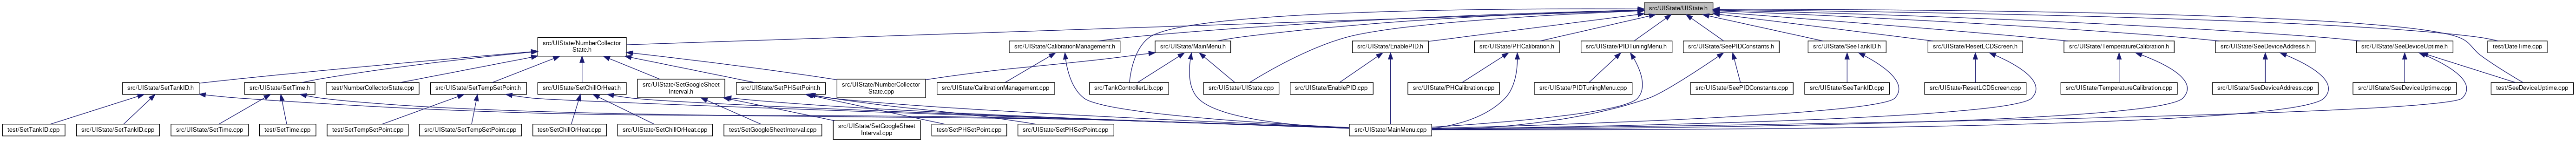 src/UIState/UIState.h
src/UIState/NumberCollector
State.h
src/UIState/CalibrationManagement.h
src/UIState/MainMenu.h
src/UIState/EnablePID.h
src/UIState/PHCalibration.h
src/UIState/PIDTuningMenu.h
src/UIState/SeePIDConstants.h
src/UIState/SeeTankID.h
src/UIState/ResetLCDScreen.h
src/UIState/TemperatureCalibration.h
src/UIState/SeeDeviceAddress.h
src/UIState/SeeDeviceUptime.h
test/DateTime.cpp
src/UIState/SetTankID.h
src/UIState/SetTime.h
test/NumberCollectorState.cpp
src/UIState/SetTempSetPoint.h
src/UIState/SetChillOrHeat.h
src/UIState/SetGoogleSheet
Interval.h
src/UIState/SetPHSetPoint.h
src/UIState/NumberCollector
State.cpp
src/UIState/CalibrationManagement.cpp
src/TankControllerLib.cpp
src/UIState/UIState.cpp
src/UIState/EnablePID.cpp
src/UIState/PHCalibration.cpp
src/UIState/PIDTuningMenu.cpp
src/UIState/SeePIDConstants.cpp
src/UIState/SeeTankID.cpp
src/UIState/ResetLCDScreen.cpp
src/UIState/TemperatureCalibration.cpp
src/UIState/SeeDeviceAddress.cpp
src/UIState/SeeDeviceUptime.cpp
test/SeeDeviceUptime.cpp
test/SetTankID.cpp
src/UIState/SetTankID.cpp
src/UIState/SetTime.cpp
test/SetTime.cpp
test/SetTempSetPoint.cpp
src/UIState/SetTempSetPoint.cpp
test/SetChillOrHeat.cpp
src/UIState/SetChillOrHeat.cpp
test/SetGoogleSheetInterval.cpp
src/UIState/SetGoogleSheet
Interval.cpp
test/SetPHSetPoint.cpp
src/UIState/SetPHSetPoint.cpp
src/UIState/MainMenu.cpp